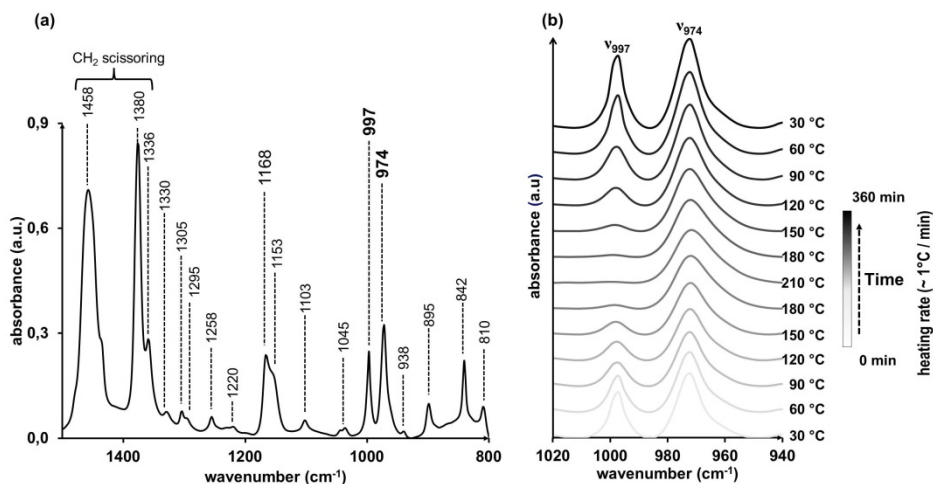 (a)
CH2 scissoring
1458
1380
1336
1330
1305
1295
1258
1220
1168
1153
1103
1045
997
974
938
895
842
810
0,9
0,6
0,3
0,0
absorbance (a.u.)
1400
1200
1000
800
wavenumber (cm-1)
(b)
ν997
ν974
30 °C
60 °C
90 °C
120 °C
150 °C
180 °C
210 °C
180 °C
150 °C
120 °C
90 °C
60 °C
30 °C
absorbance (a.u)
1020
1000
980
960
940
wavenumber (cm-1)
360 min
Time
0 min
heating rate (~ 1°C / min)